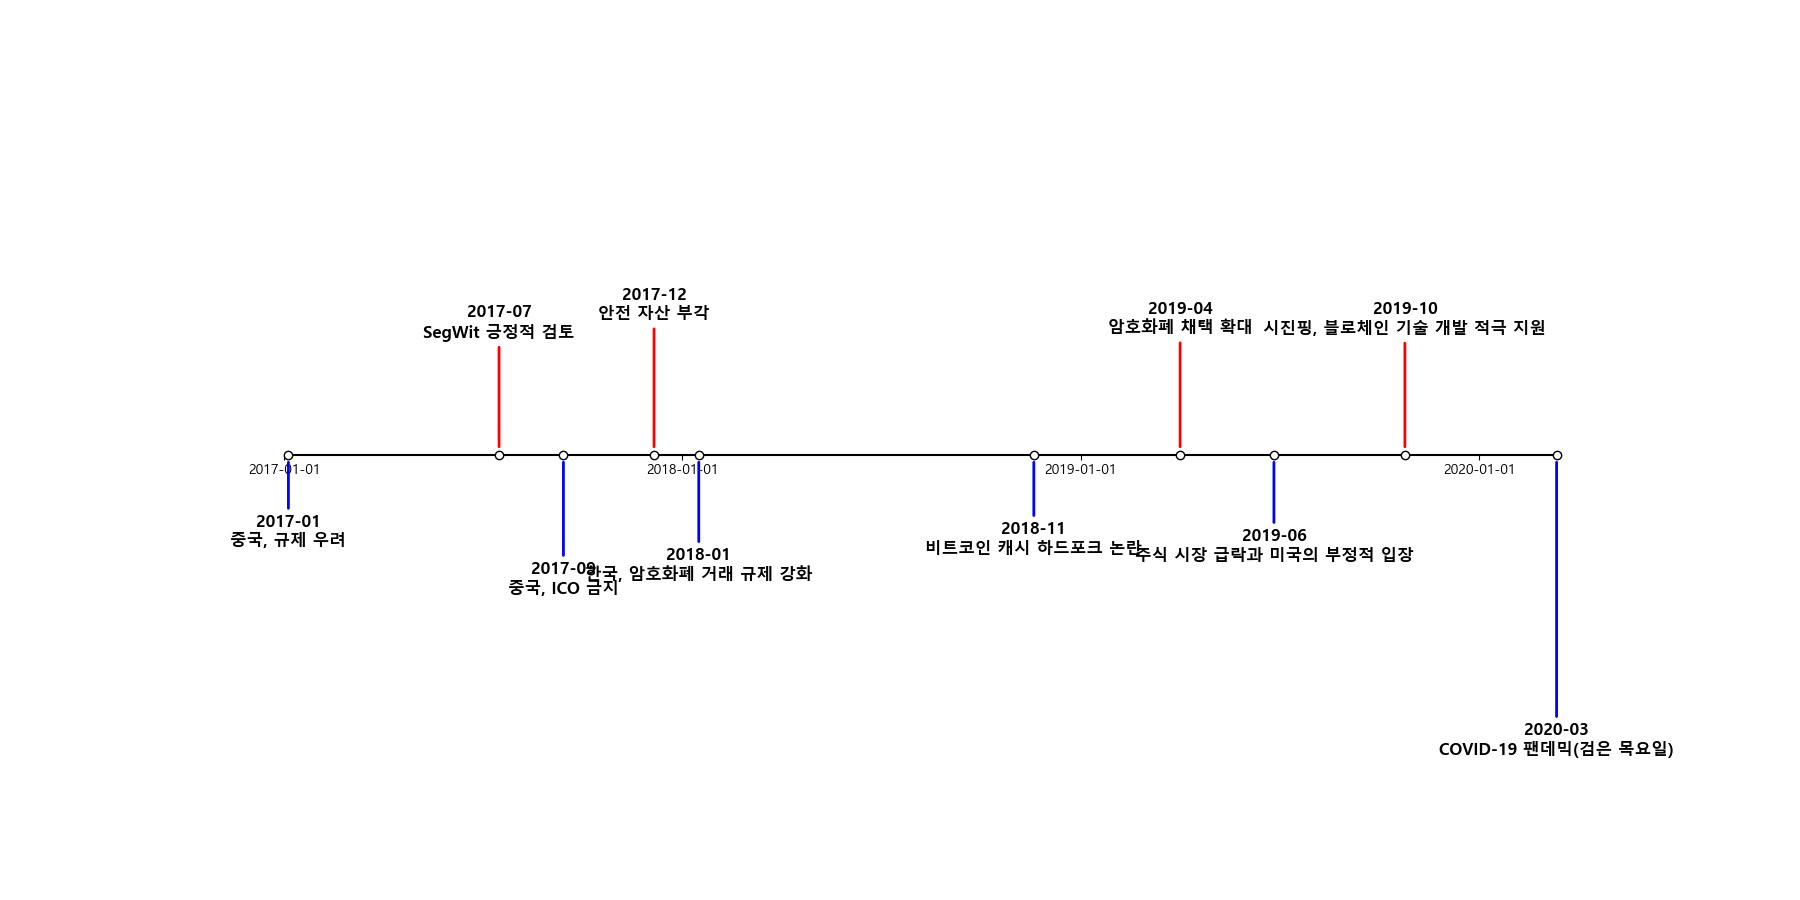 2017-12
안전 자산 부각
2017-07
SegWit 긍정적 검토
2019-04
암호화폐 채택 확대
2019-10
시진핑, 블로체인 기술 개발 적극 지원
2017-01-01
2018-01-01
2019-01-01
2020-01-01
2017-01
중국, 규제 우려
2017-09
중국, ICO 금지
2018-01
한국, 암호화폐 거래 규제 강화
2018-11
비트코인 캐시 하드포크 논란
2019-06
주식 시장 급락과 미국의 부정적 입장
2020-03
COVID-19 팬데믹(검은 목요일)